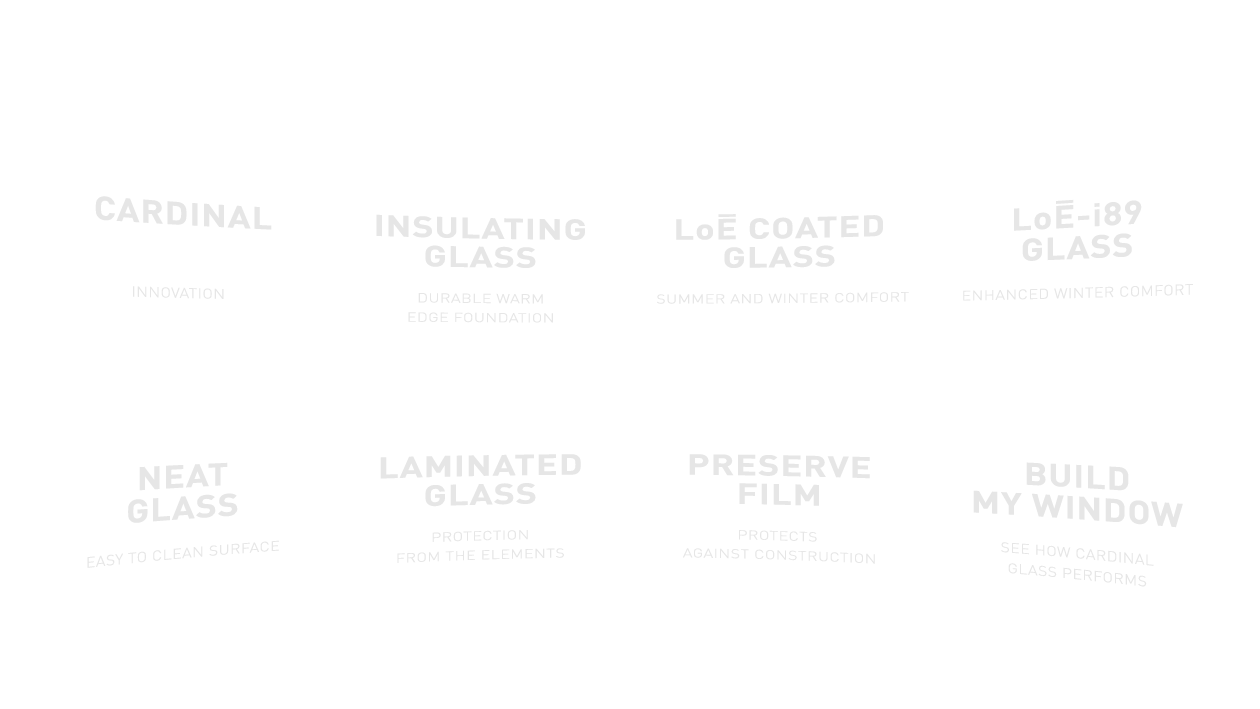 CARDINAL
INNOVATION
INSULATING
GLASS
DURABLE WARM
EDGE FOUNDATION
LoĒ COATED
GLASS
SUMMER AND WINTER COMFORT
LoĒ-i89
GLASS
ENHANCED WINTER COMFORT
NEAT
GLASS
EASY TO CLEAN SURFACE
LAMINATED
GLASS
PROTECTION
FROM THE ELEMENTS
PRESERVE
FILM
PROTECTS
AGAINST CONSTRUCTION
BUILD
MY WINDOW
SEE HOW CARDINAL
GLASS PERFORMS